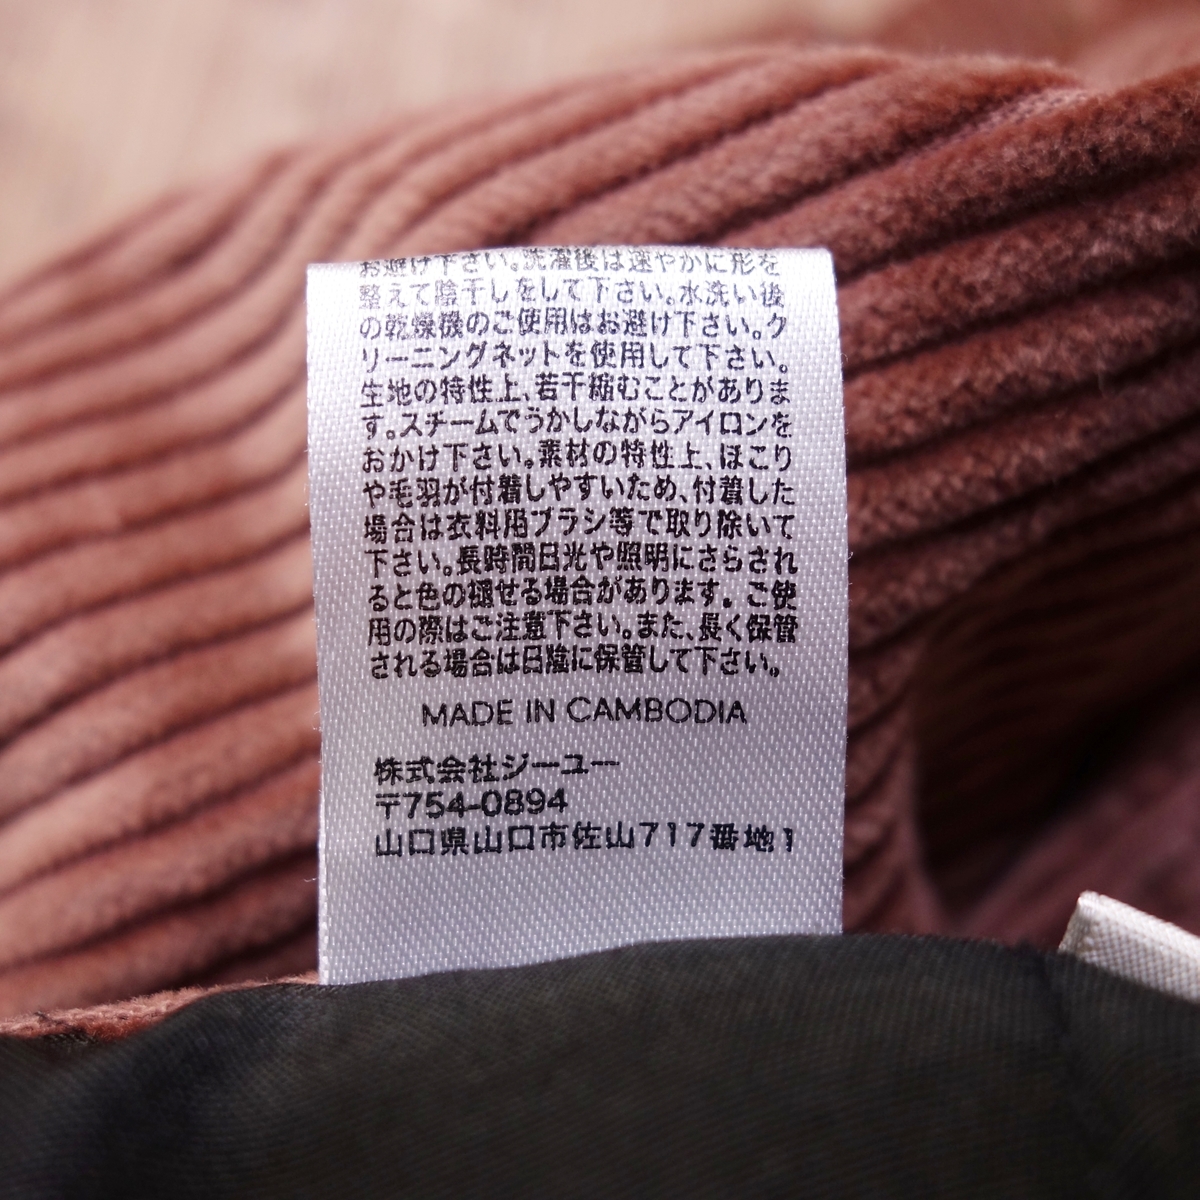 お避け下さい。洗濯後は速やかに形を
整えて陰干しをして下さい。水洗い後
の乾燥機のご使用はお避け下さい。ク
リーニングネットを使用して下さい。
生地の特性上、若干縮むことがありま
す。スチームでうかしながらアイロンを
おかけ下さい。素材の特性上、ほこり
や毛羽が付着しやすいため、付着した
場合は衣料用ブラシ等で取り除いて
下さい。長時間日光や照明にさらされ
ると色の褪せる場合があります。ご使
用の際はご注意下さい。また、長く保管
される場合は日陰に保管して下さい。
MADE IN CAMBODIA
株式会社ジーユー
〒754-0894
山口県山口市佐山717番地1